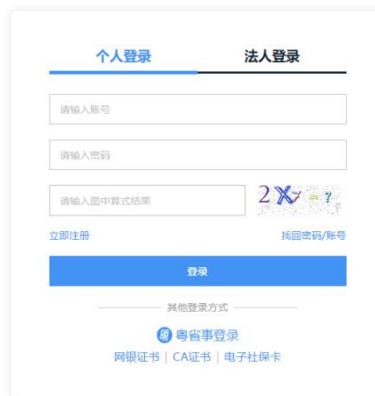 个人登录 法人登录
请输入账号
请输入密码
请输入图中算式结果 2 X 7 = ?
立即注册 找回密码/账号
登录
其他登录方式
粤省事登录
网银证书 | CA证书 | 电子社保卡